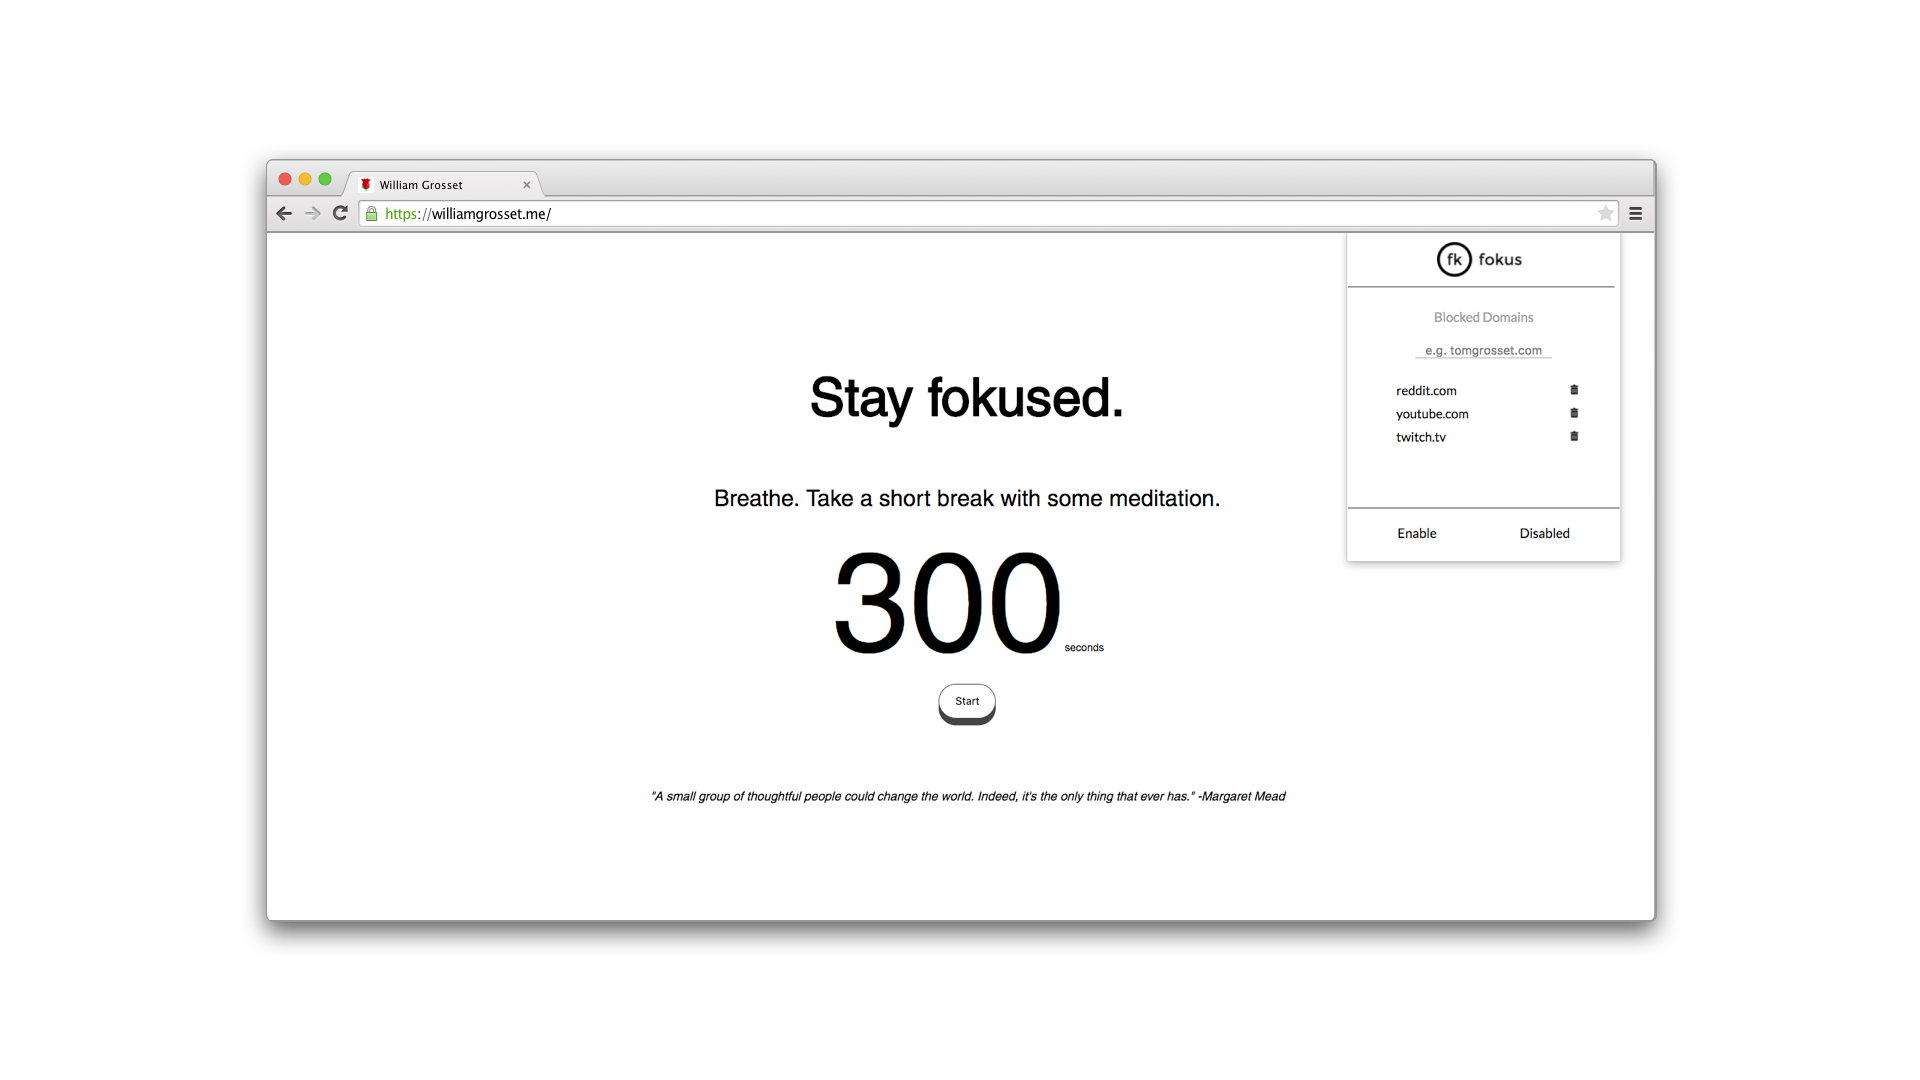 William Grosset
https://williamgrosset.me/
fk fokus
Blocked Domains
e.g. tomgrosset.com
reddit.com
youtube.com
twitch.tv
Enable Disabled
Stay fokused.
Breathe. Take a short break with some meditation.
300 seconds
Start
"A small group of thoughtful people could change the world. Indeed, it's the only thing that ever has." -Margaret Mead